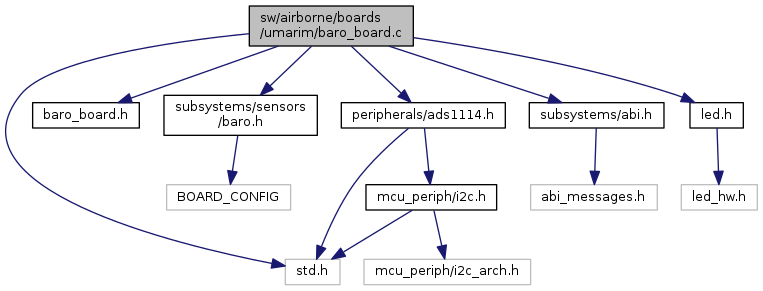 sw/airborne/boards
/umarim/baro_board.c
baro_board.h
subsystems/sensors
/baro.h
peripherals/ads1114.h
subsystems/abi.h
led.h
BOARD_CONFIG
mcu_periph/i2c.h
abi_messages.h
led_hw.h
std.h
mcu_periph/i2c_arch.h